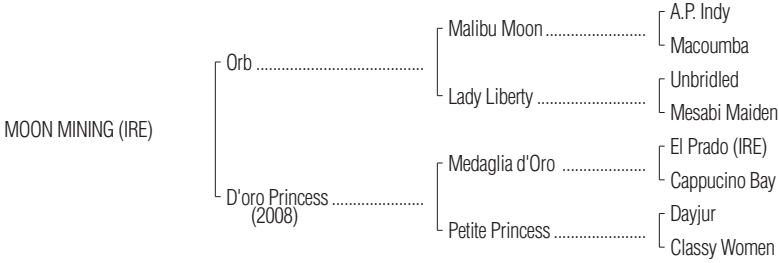 A.P. Indy
Malibu Moon ........................
Macoumba
Orb ........................................
Unbridled
Lady Liberty ..........................
Mesabi Maiden
MOON MINING (IRE)
El Prado (IRE)
Medaglia d'Oro ....................
Cappucino Bay
D'oro Princess ......................
(2008)
Dayjur
Petite Princess ......................
Classy Women